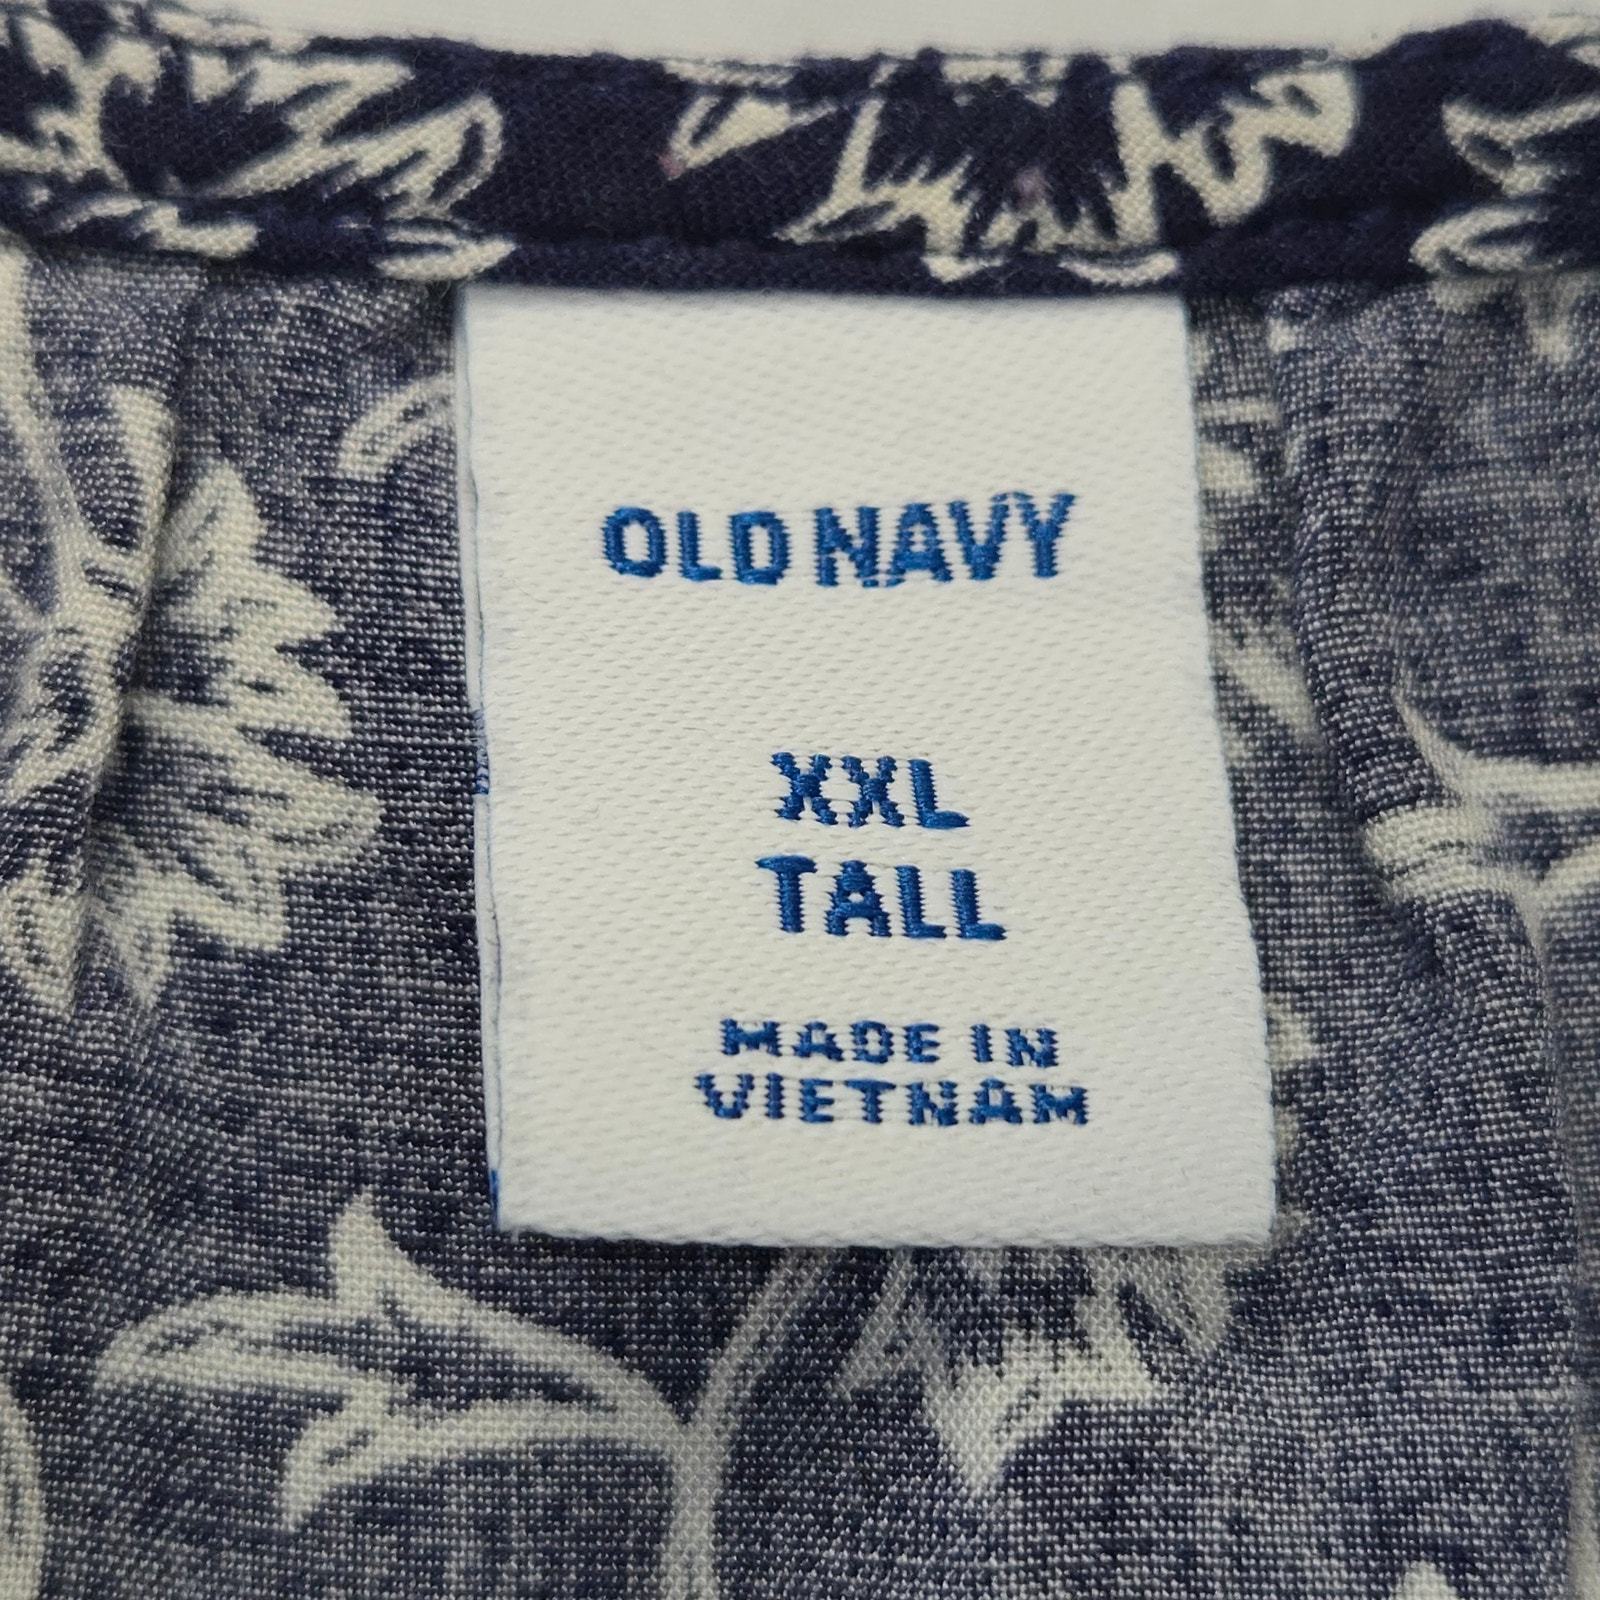 OLD NAVY
XXL
TALL
MADE IN
VIETNAM